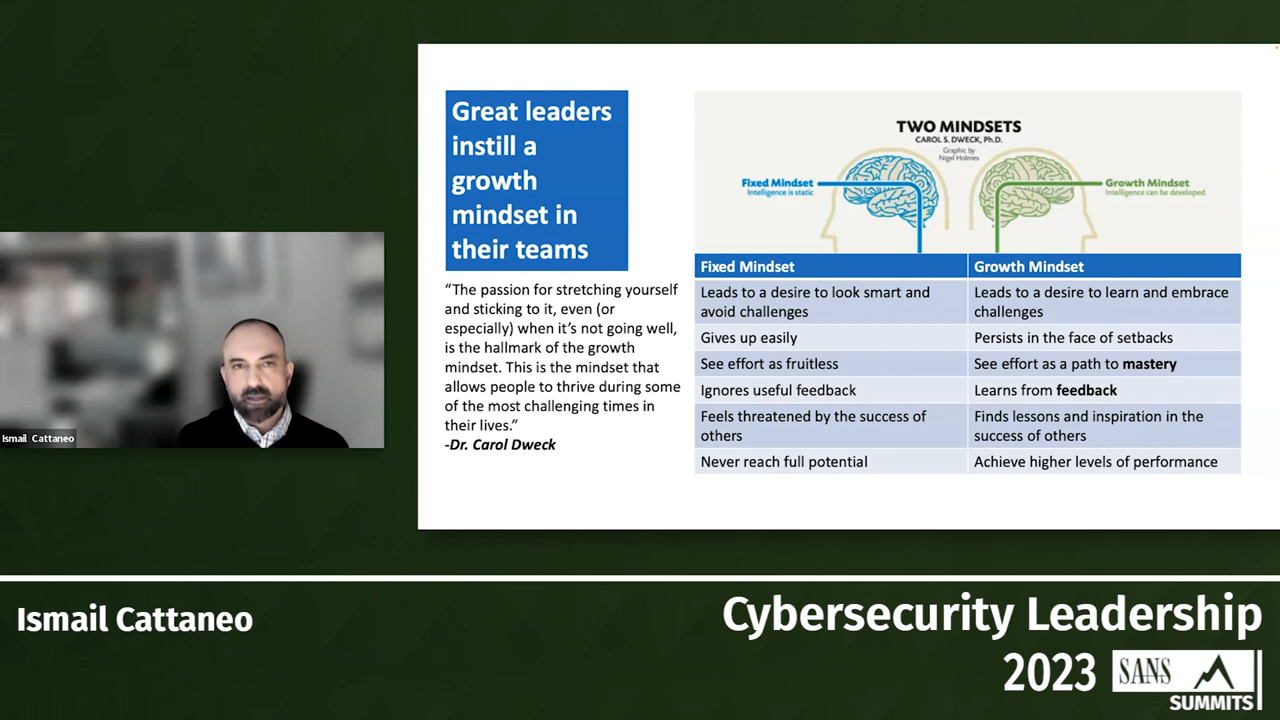 Great leaders
instill a
growth
mindset in
their teams
“The passion for stretching yourself
and sticking to it, even (or
especially) when it’s not going well,
is the hallmark of the growth
mindset. This is the mindset that
allows people to thrive during some
of the most challenging times in
their lives.”
-Dr. Carol Dweck
TWO MINDSETS
CAROL S. DWECK, Ph.D.
Graphic by
Nigel Holmes
Fixed Mindset
Intelligence is static
Growth Mindset
Intelligence can be developed
Fixed Mindset Growth Mindset
Leads to a desire to look smart and
avoid challenges
Leads to a desire to learn and embrace
challenges
Gives up easily
Persists in the face of setbacks
See effort as fruitless
See effort as a path to mastery
Ignores useful feedback
Learns from feedback
Feels threatened by the success of
others
Finds lessons and inspiration in the
success of others
Never reach full potential
Achieve higher levels of performance
Ismail Cattaneo
Ismail Cattaneo
Cybersecurity Leadership
2023
SANS
SUMMITS